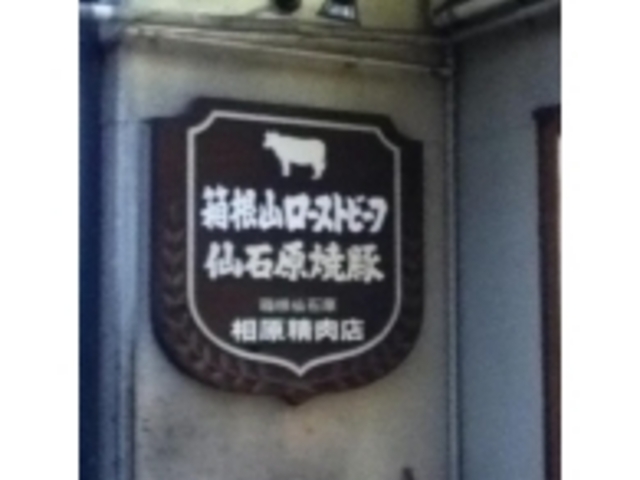 箱根山ローストビーフ
仙石原焼豚
箱根仙石原
相原精肉店